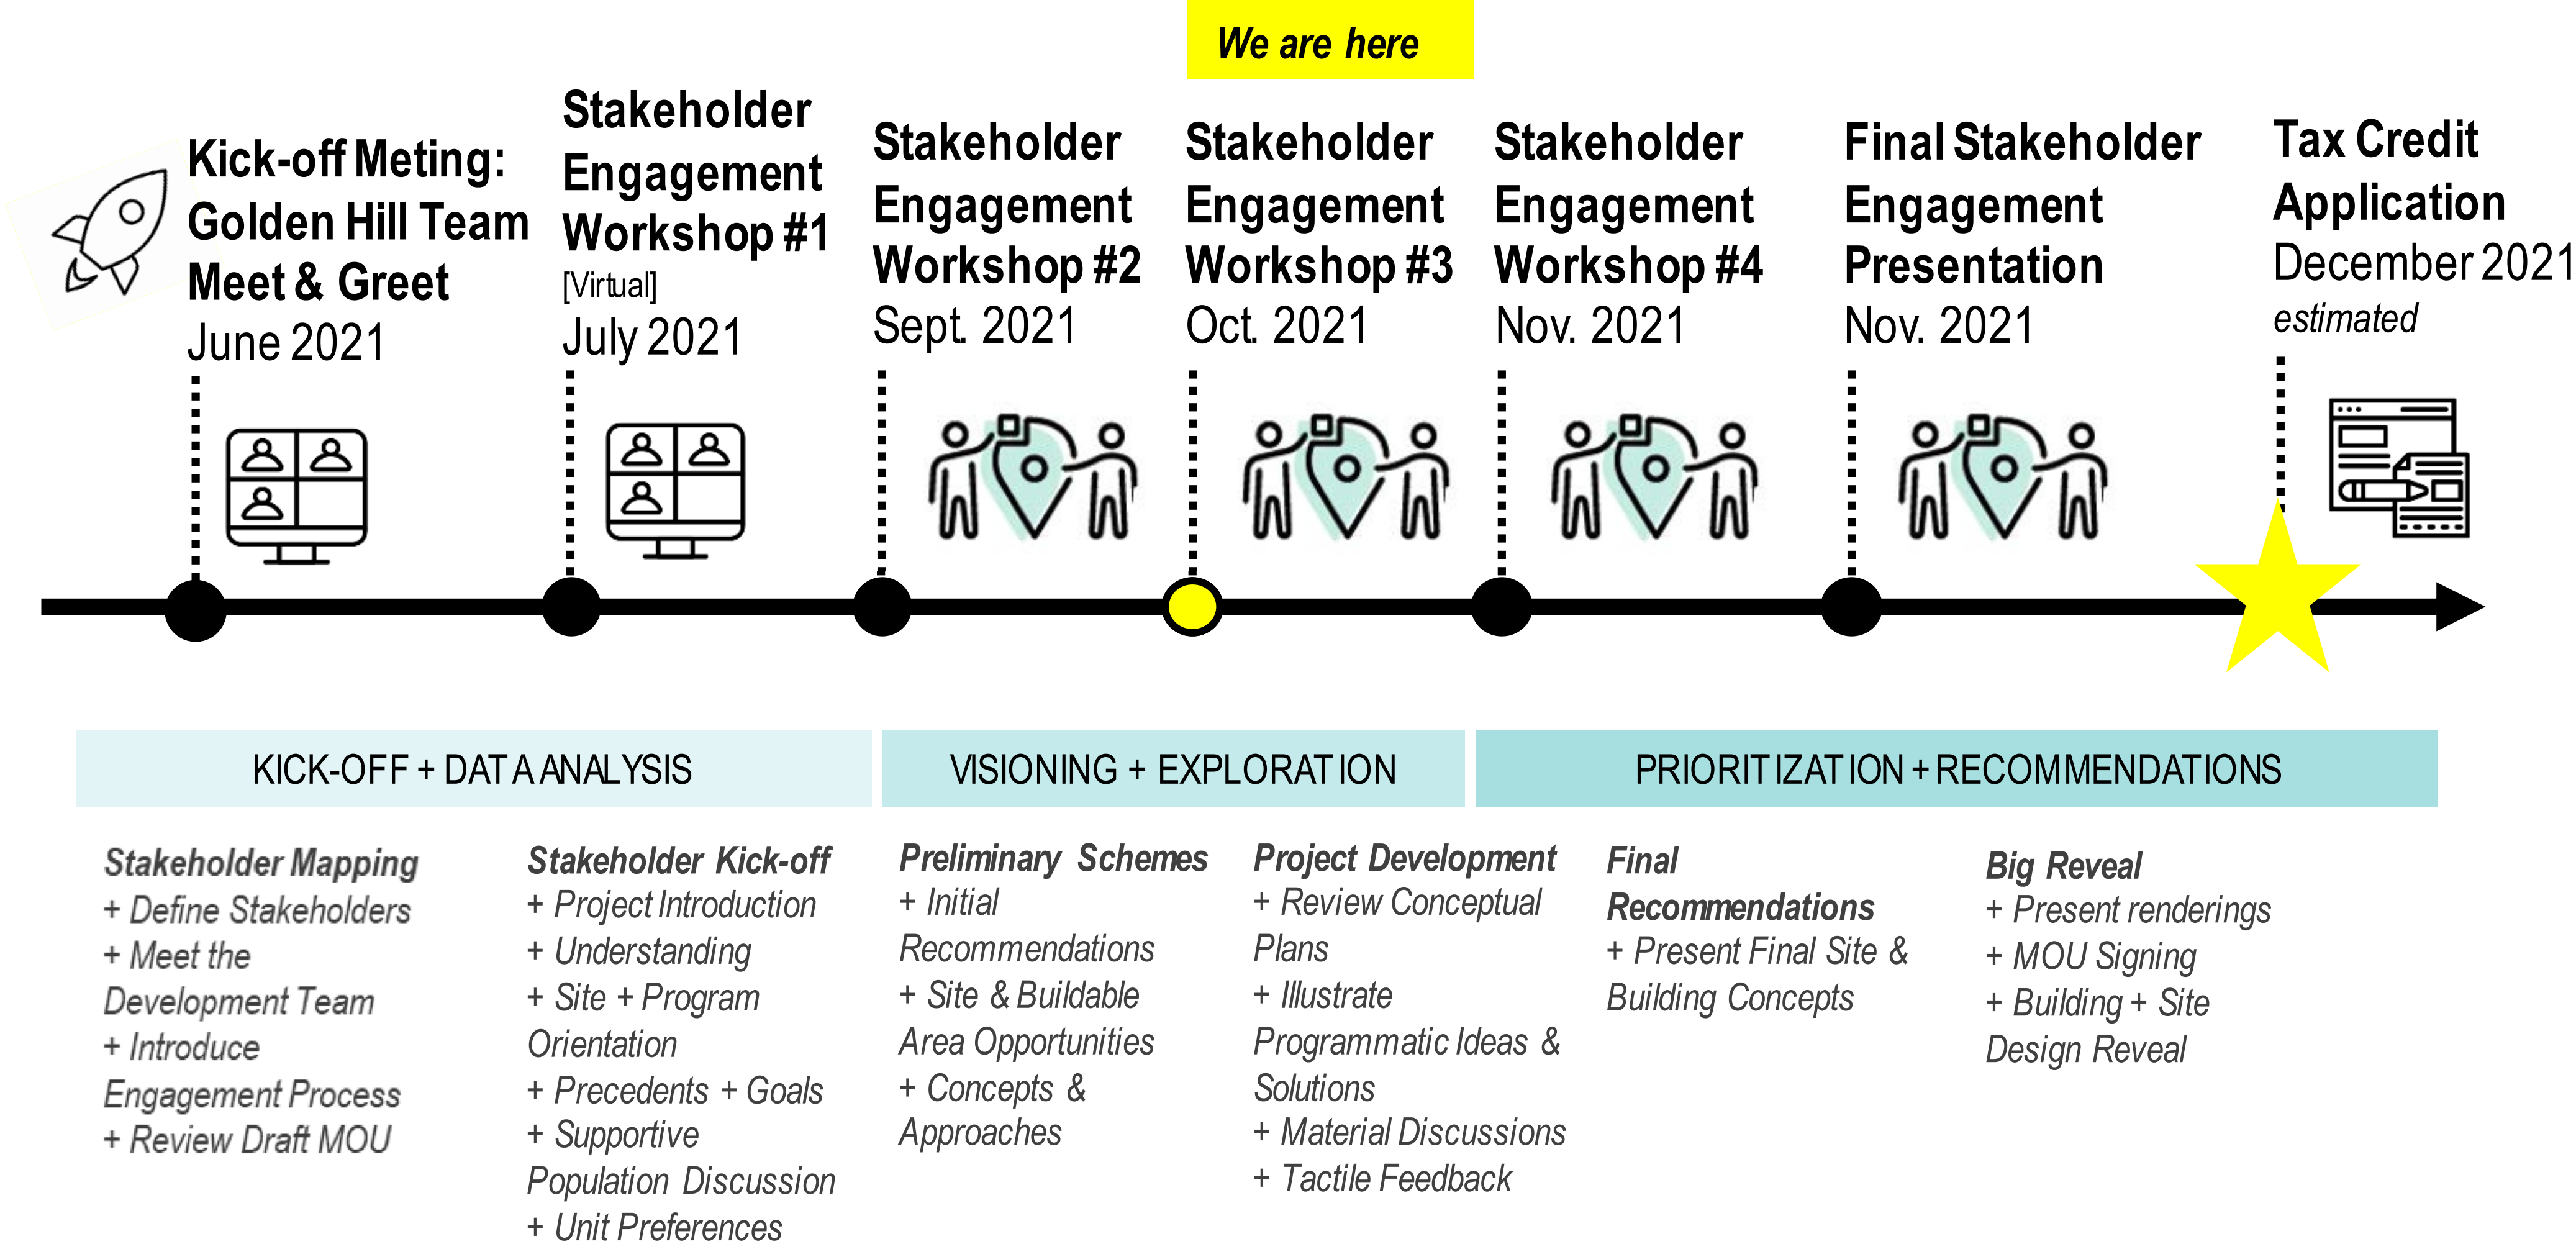 We are here
Kick-off Meting:
Golden Hill Team
Meet & Greet
June 2021
Stakeholder
Engagement
Workshop #1
[Virtual]
July 2021
Stakeholder
Engagement
Workshop #2
Sept. 2021
Stakeholder
Engagement
Workshop #3
Oct. 2021
Stakeholder
Engagement
Workshop #4
Nov. 2021
Final Stakeholder
Engagement
Presentation
Nov. 2021
Tax Credit
Application
December 2021
estimated
KICK-OFF + DATA ANALYSIS
VISIONING + EXPLORATION
PRIORITIZATION + RECOMMENDATIONS
Stakeholder Mapping
+ Define Stakeholders
+ Meet the
Development Team
+ Introduce
Engagement Process
+ Review Draft MOU
Stakeholder Kick-off
+ Project Introduction
+ Understanding
+ Site + Program
Orientation
+ Precedents + Goals
+ Supportive
Population Discussion
+ Unit Preferences
Preliminary Schemes
+ Initial
Recommendations
+ Site & Buildable
Area Opportunities
+ Concepts &
Approaches
Project Development
+ Review Conceptual
Plans
+ Illustrate
Programmatic Ideas &
Solutions
+ Material Discussions
+ Tactile Feedback
Final
Recommendations
+ Present Final Site &
Building Concepts
Big Reveal
+ Present renderings
+ MOU Signing
+ Building + Site
Design Reveal